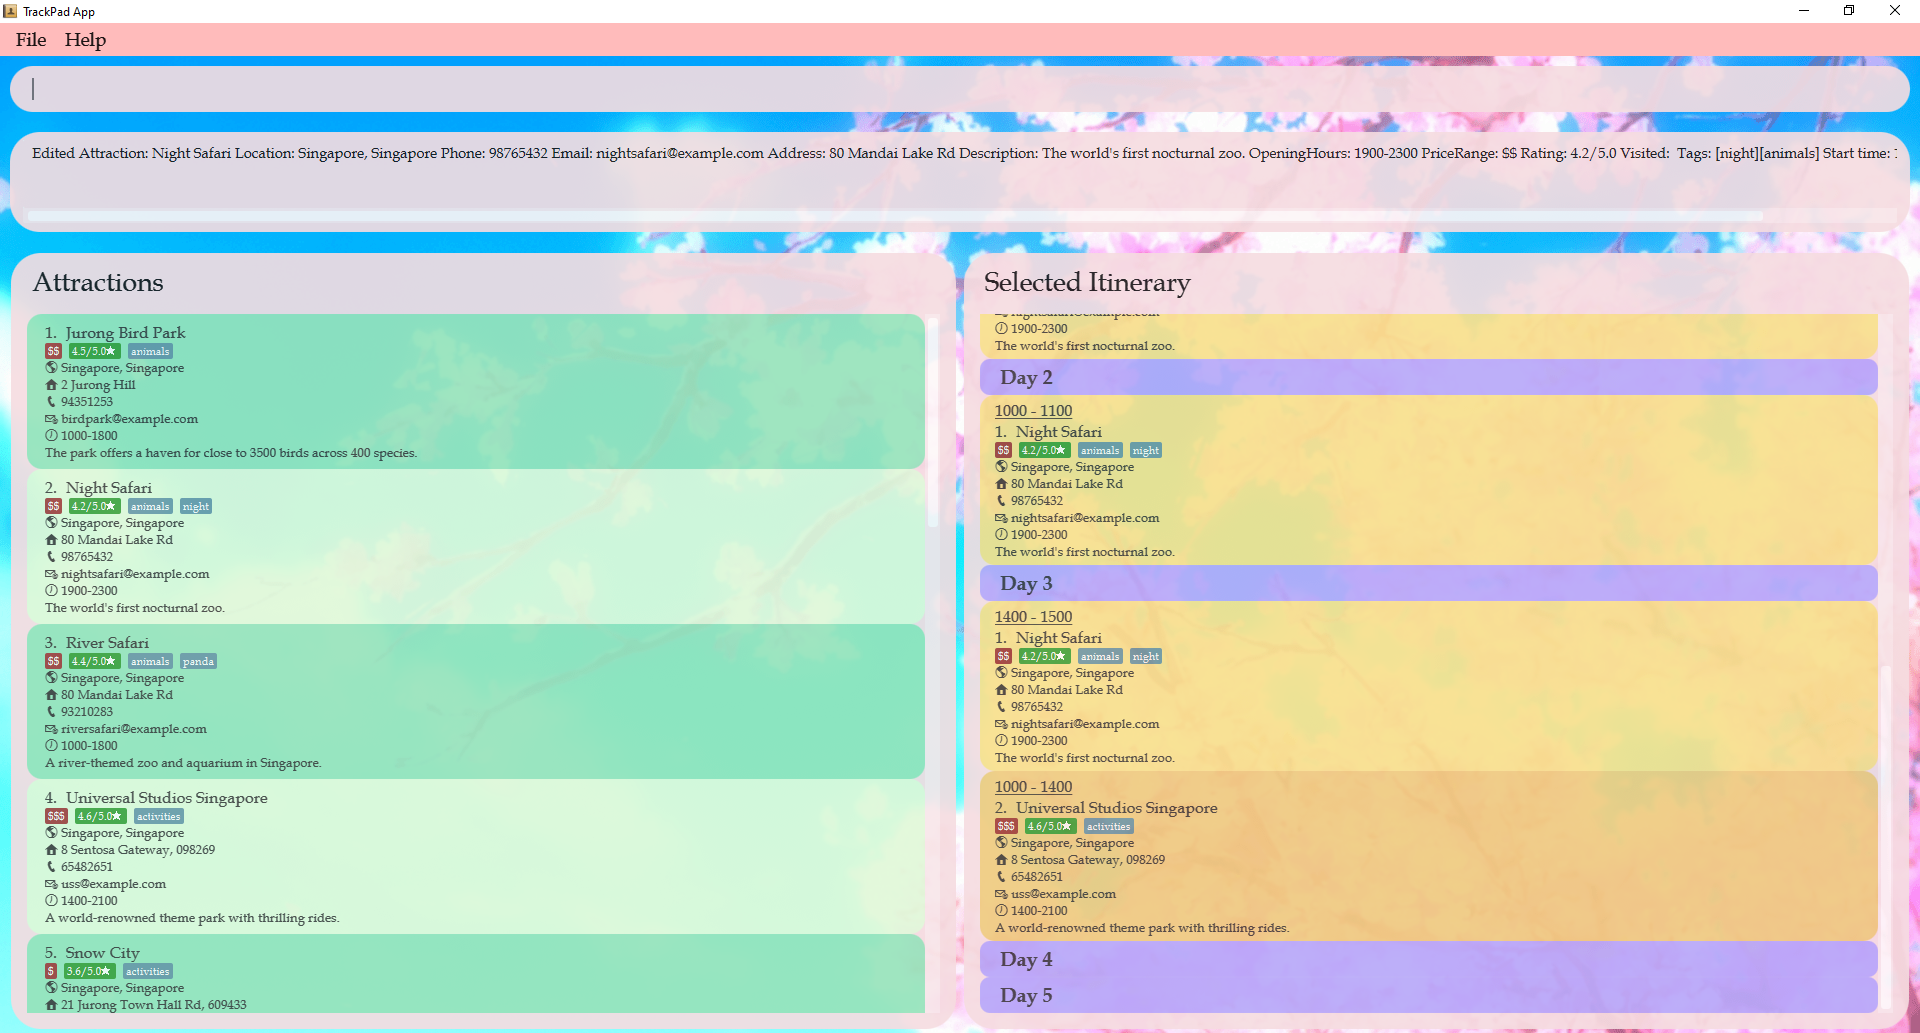 TrackPad App
File Help
Edited Attraction: Night Safari Location: Singapore, Singapore Phone: 98765432 Email: nightsafari@example.com Address: 80 Mandai Lake Rd Description: The world's first nocturnal zoo. OpeningHours: 1900-2300 PriceRange: $$ Rating: 4.2/5.0 Visited: Tags: [night][animals] Start time:
Attractions
1. Jurong Bird Park
$$ 4.5/5.0★ animals
Singapore, Singapore
2 Jurong Hill
94351253
birdpark@example.com
1000-1800
The park offers a haven for close to 3500 birds across 400 species.
2. Night Safari
$$ 4.2/5.0★ animals night
Singapore, Singapore
80 Mandai Lake Rd
98765432
nightsafari@example.com
1900-2300
The world's first nocturnal zoo.
3. River Safari
$$ 4.4/5.0★ animals panda
Singapore, Singapore
80 Mandai Lake Rd
93210283
riversafari@example.com
1000-1800
A river-themed zoo and aquarium in Singapore.
4. Universal Studios Singapore
$$$ 4.6/5.0★ activities
Singapore, Singapore
8 Sentosa Gateway, 098269
65482651
uss@example.com
1400-2100
A world-renowned theme park with thrilling rides.
5. Snow City
$ 3.6/5.0★ activities
Singapore, Singapore
21 Jurong Town Hall Rd, 609433
Selected Itinerary
nightsafari@example.com
1900-2300
The world's first nocturnal zoo.
Day 2
1000 - 1100
1. Night Safari
$$ 4.2/5.0★ animals night
Singapore, Singapore
80 Mandai Lake Rd
98765432
nightsafari@example.com
1900-2300
The world's first nocturnal zoo.
Day 3
1400 - 1500
1. Night Safari
$$ 4.2/5.0★ animals night
Singapore, Singapore
80 Mandai Lake Rd
98765432
nightsafari@example.com
1900-2300
The world's first nocturnal zoo.
1000 - 1400
2. Universal Studios Singapore
$$$ 4.6/5.0★ activities
Singapore, Singapore
8 Sentosa Gateway, 098269
65482651
uss@example.com
1400-2100
A world-renowned theme park with thrilling rides.
Day 4
Day 5